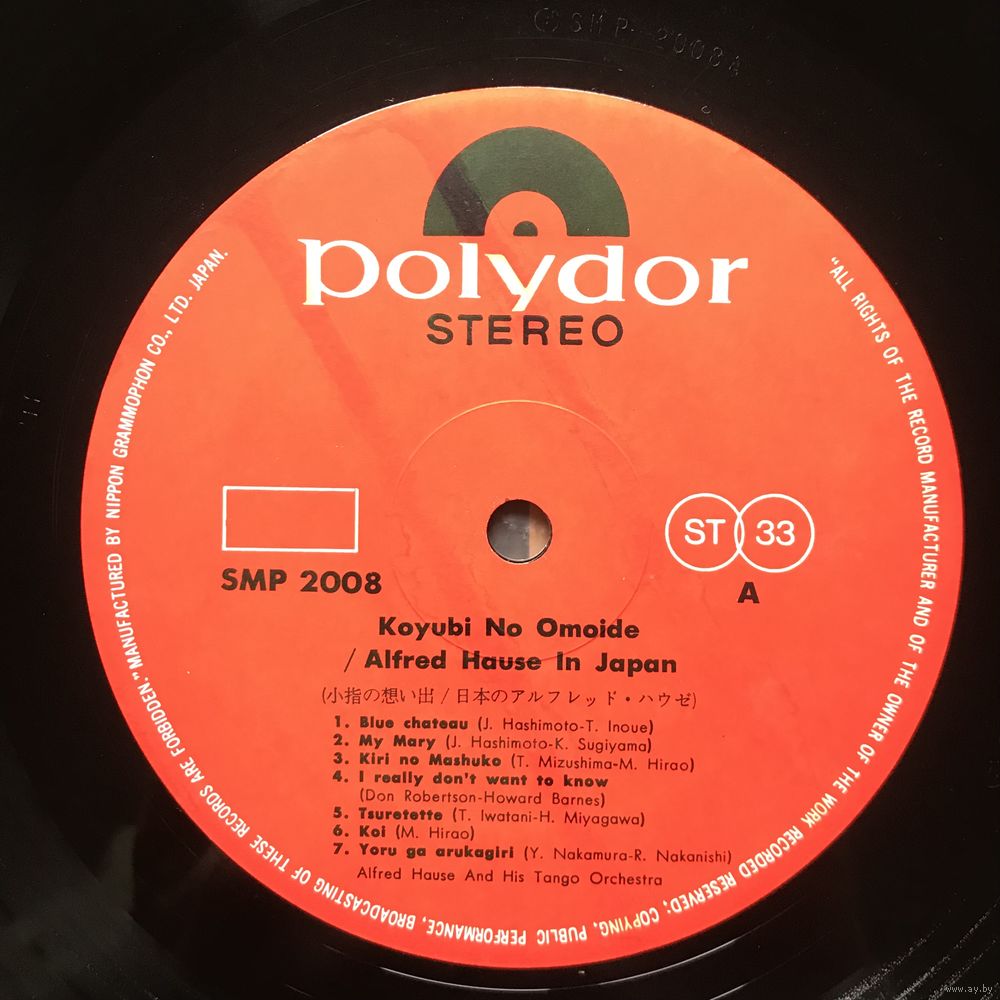 Ⓟ SMP 2008A
polydor
STEREO
"ALL RIGHTS OF THE RECORD MANUFACTURER AND OF THE OWNER OF THE WORK RECORDED RESERVED; COPYING, PUBLIC PERFORMANCE, BROADCASTING OF THESE RECORDS ARE FORBIDDEN." MANUFACTURED BY NIPPON GRAMMOPHON CO., LTD. JAPAN.
ST 33
SMP 2008
A
Koyubi No Omoide
/ Alfred Hause In Japan
(小指の想い出 / 日本のアルフレッド・ハウゼ)
1. Blue chateau (J. Hashimoto-T. Inoue)
2. My Mary (J. Hashimoto-K. Sugiyama)
3. Kiri no Mashuko (T. Mizushima-M. Hirao)
4. I really don't want to know
(Don Robertson-Howard Barnes)
5. Tsuretette (T. Iwatani-H. Miyagawa)
6. Koi (M. Hirao)
7. Yoru ga arukagiri (Y. Nakamura-R. Nakanishi)
Alfred Hause And His Tango Orchestra
www.ay.by